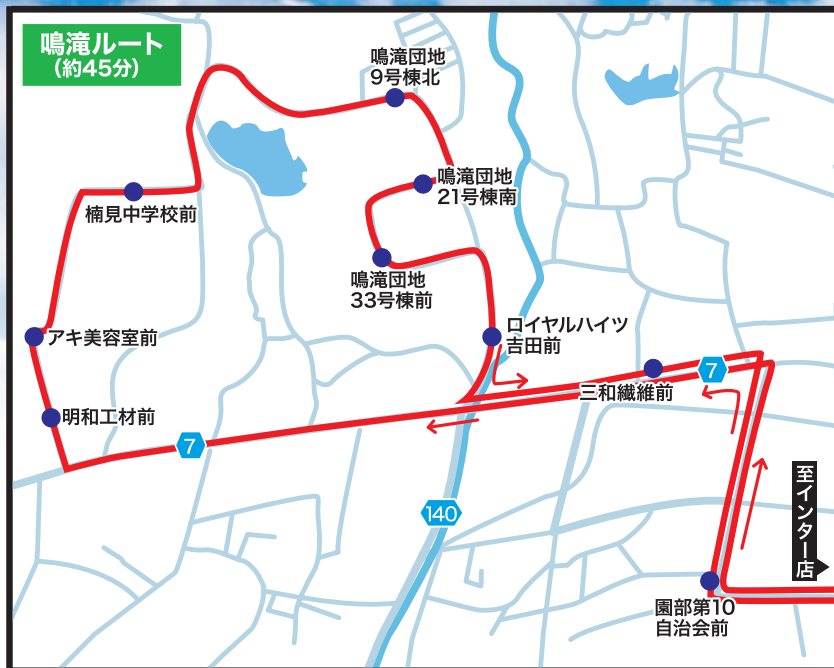 鳴滝ルート
(約45分)
鳴滝団地
9号棟北
鳴滝団地
21号棟南
楠見中学校前
鳴滝団地
33号棟前
ロイヤルハイツ
吉田前
アキ美容室前
7
三和繊維前
明和工材前
7
140
至インター店
園部第10
自治会前